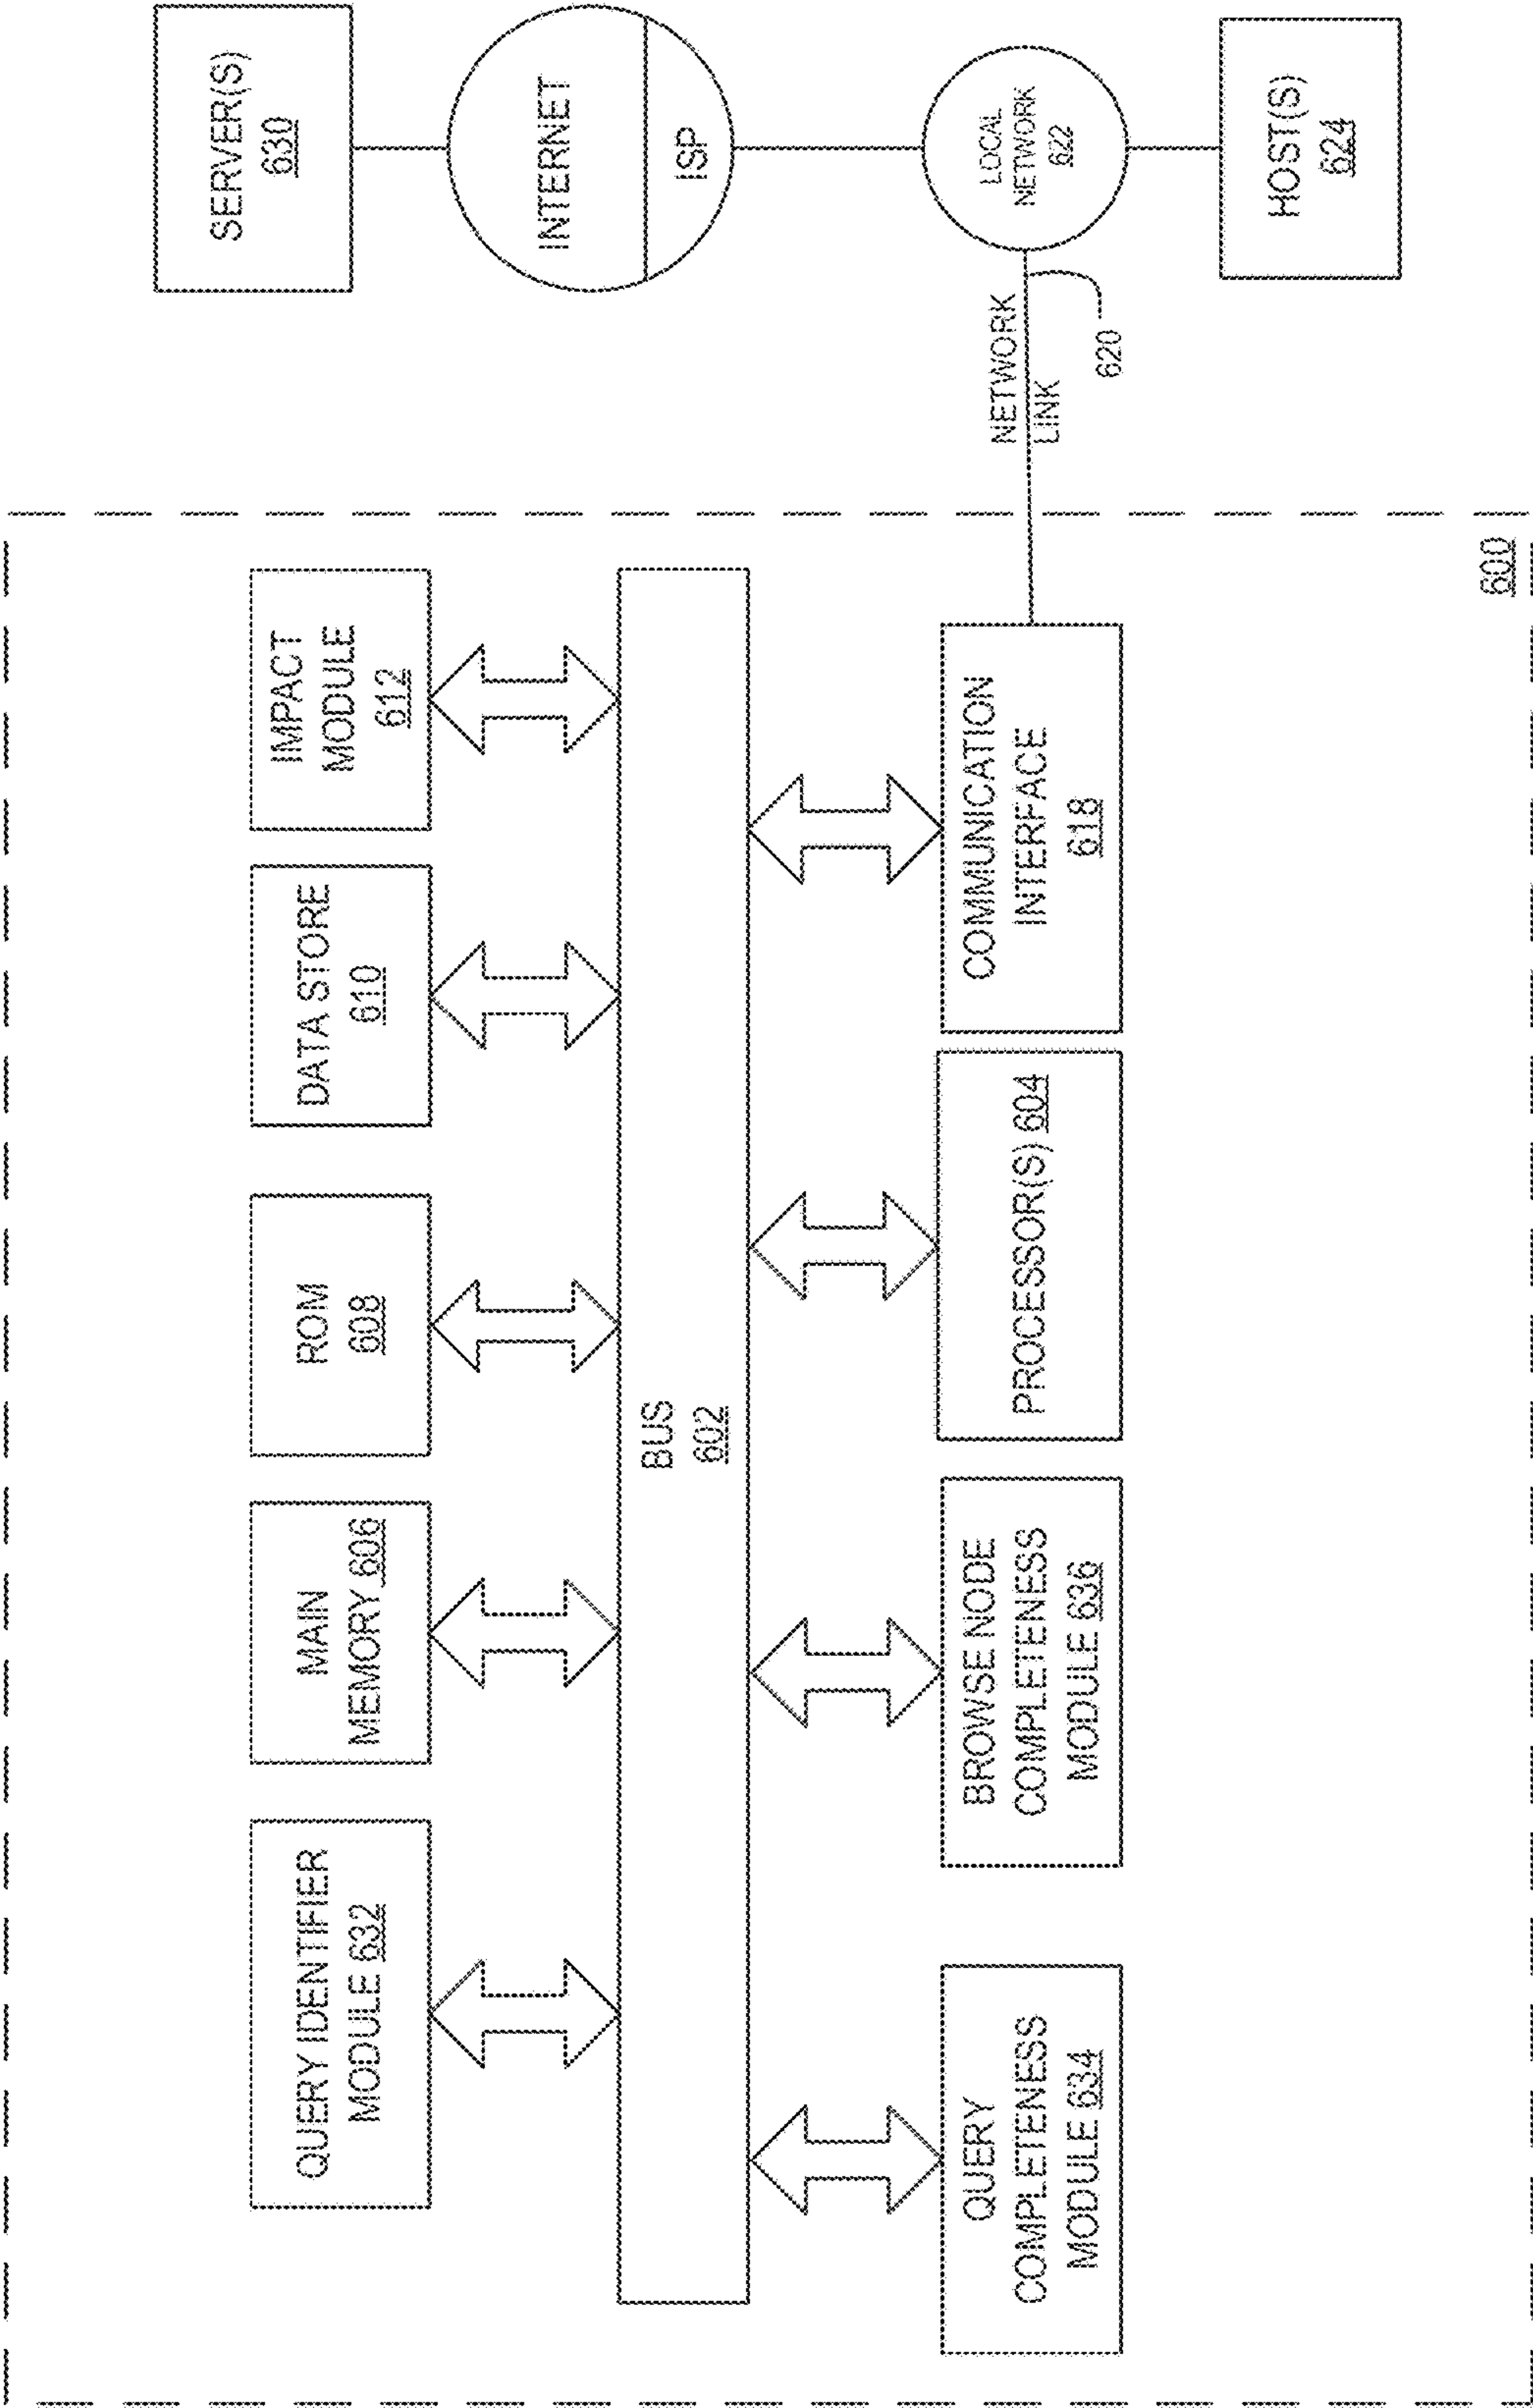 QUERY IDENTIFIER
MODULE 632
MAIN
MEMORY 606
ROM
608
DATA STORE
610
IMPACT
MODULE
612
SERVER(S)
630
INTERNET
ISP
BUS
602
QUERY
COMPLETENESS
MODULE 634
BROWSE NODE
COMPLETENESS
MODULE 636
PROCESSOR(S) 604
COMMUNICATION
INTERFACE
618
NETWORK
LINK
620
LOCAL
NETWORK
622
HOST(S)
624
600